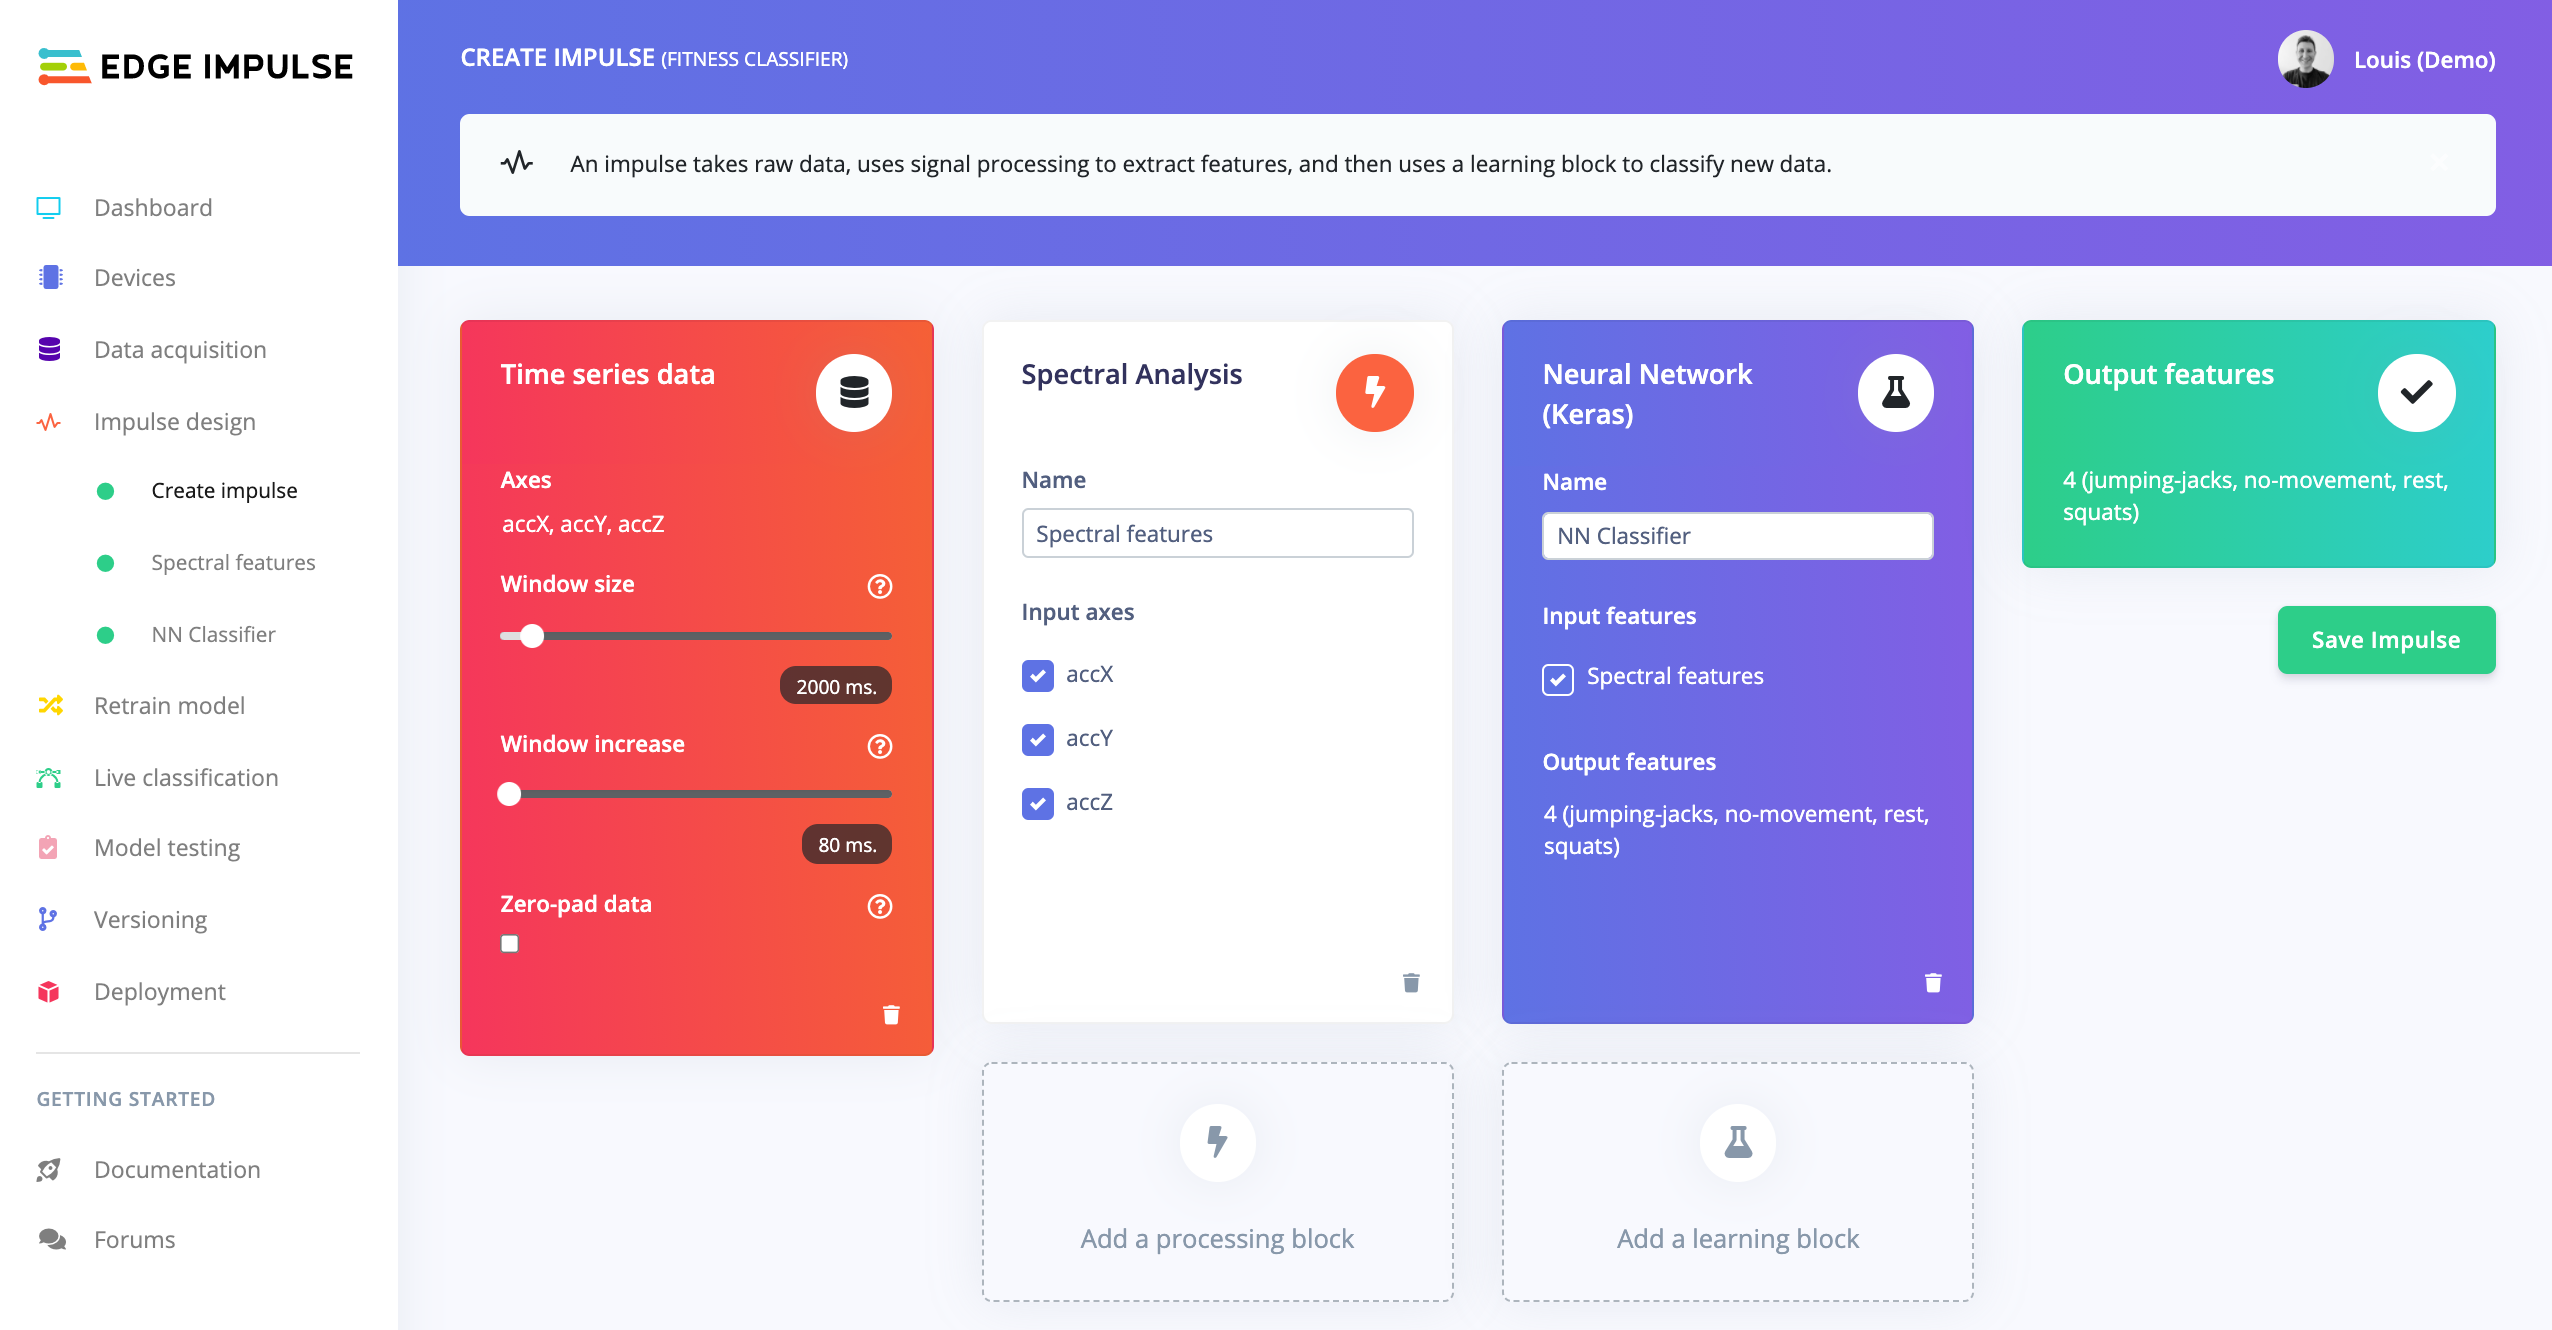 EDGE IMPULSE
Dashboard
Devices
Data acquisition
Impulse design
Create impulse
Spectral features
NN Classifier
Retrain model
Live classification
Model testing
Versioning
Deployment
GETTING STARTED
Documentation
Forums
CREATE IMPULSE (FITNESS CLASSIFIER)
Louis (Demo)
An impulse takes raw data, uses signal processing to extract features, and then uses a learning block to classify new data.
Time series data
Axes
accX, accY, accZ
Window size
?
2000 ms.
Window increase
?
80 ms.
Zero-pad data
?
Spectral Analysis
Name
Spectral features
Input axes
accX
accY
accZ
Add a processing block
Neural Network
(Keras)
Name
NN Classifier
Input features
Spectral features
Output features
4 (jumping-jacks, no-movement, rest,
squats)
Add a learning block
Output features
4 (jumping-jacks, no-movement, rest,
squats)
Save Impulse